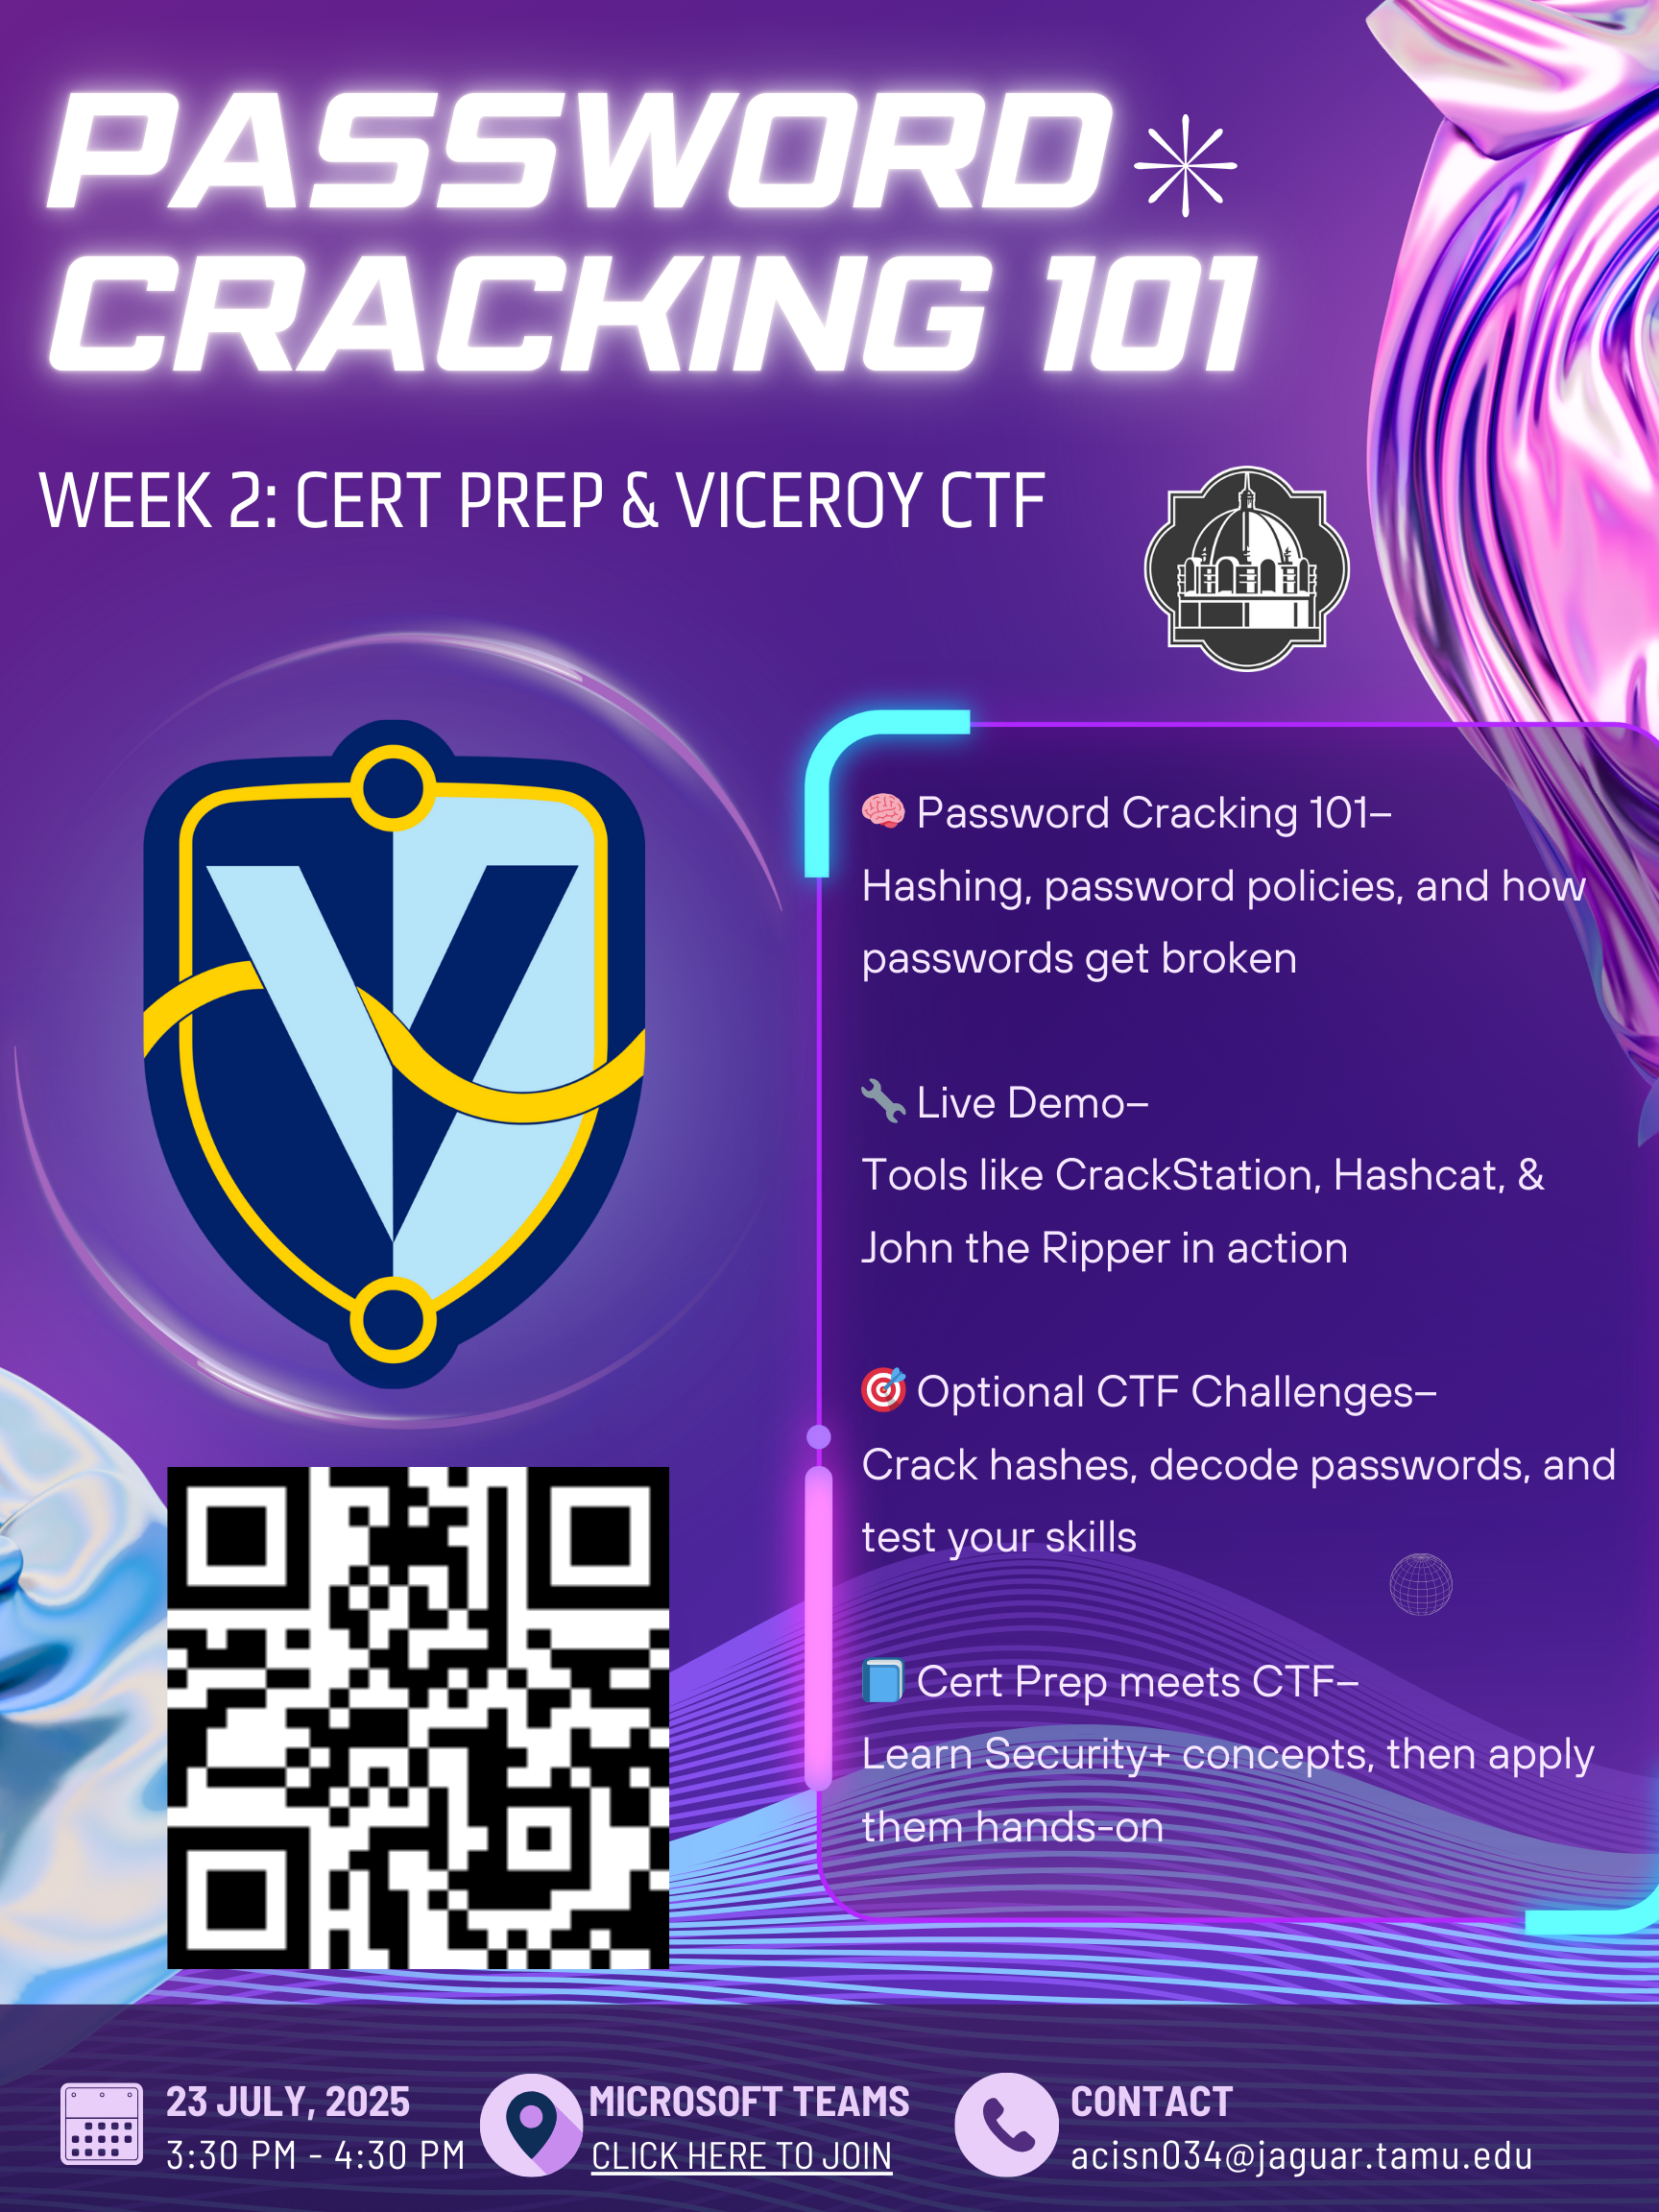 PASSWORD
CRACKING 101
WEEK 2: CERT PREP & VICEROY CTF
🧠 Password Cracking 101–
Hashing, password policies, and how
passwords get broken
🔧 Live Demo–
Tools like CrackStation, Hashcat, &
John the Ripper in action
🎯 Optional CTF Challenges–
Crack hashes, decode passwords, and
test your skills
📘 Cert Prep meets CTF–
Learn Security+ concepts, then apply
them hands-on
23 JULY, 2025
3:30 PM - 4:30 PM
MICROSOFT TEAMS
CLICK HERE TO JOIN
CONTACT
acisn034@jaguar.tamu.edu